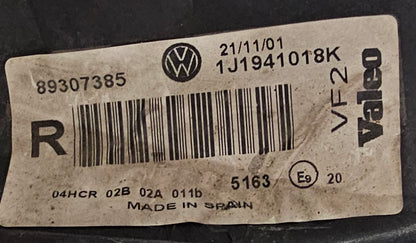 21/11/01
89307385
1J1941018K
R
VF2
Valeo
04HCR 02B 02A 011b
5163 E9 20
MADE IN SPAIN